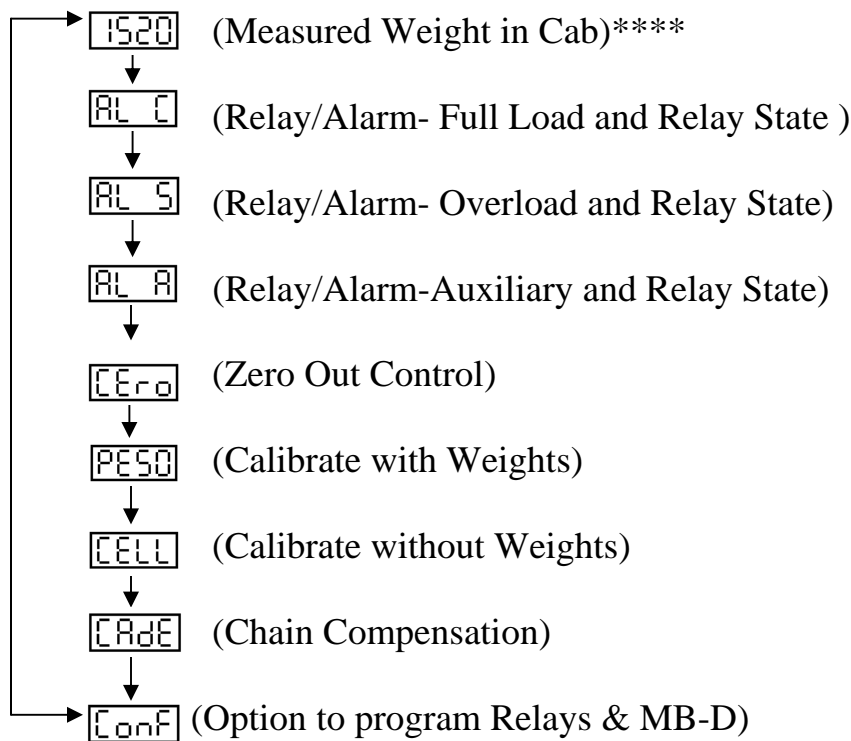 1520 (Measured Weight in Cab)****
AL C (Relay/Alarm- Full Load and Relay State )
AL S (Relay/Alarm- Overload and Relay State)
AL A (Relay/Alarm-Auxiliary and Relay State)
CEro (Zero Out Control)
PESO (Calibrate with Weights)
CELL (Calibrate without Weights)
CAdE (Chain Compensation)
ConF (Option to program Relays & MB-D)